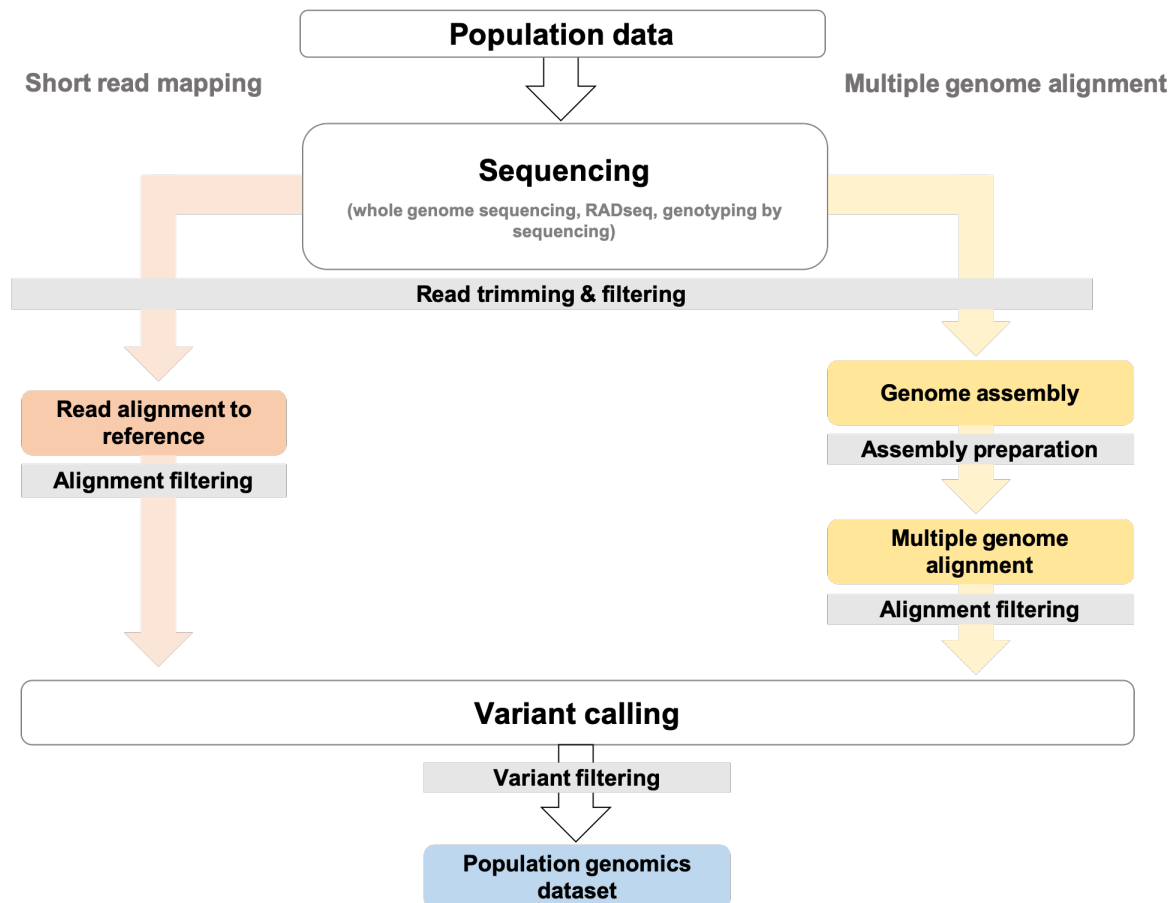 Population data
Short read mapping
Multiple genome alignment
Sequencing
(whole genome sequencing, RADseq, genotyping by
sequencing)
Read trimming & filtering
Read alignment to
reference
Alignment filtering
Genome assembly
Assembly preparation
Multiple genome
alignment
Alignment filtering
Variant calling
Variant filtering
Population genomics
dataset